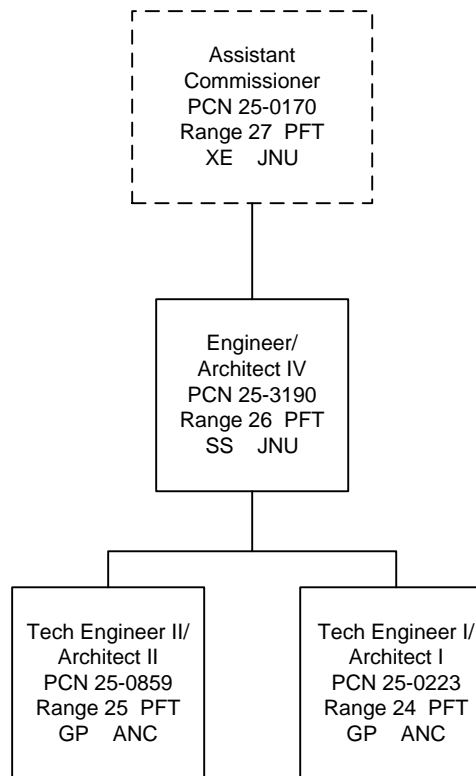 Assistant
Commissioner
PCN 25-0170
Range 27 PFT
XE JNU
Engineer/
Architect IV
PCN 25-3190
Range 26 PFT
SS JNU
Tech Engineer II/
Architect II
PCN 25-0859
Range 25 PFT
GP ANC
Tech Engineer I/
Architect I
PCN 25-0223
Range 24 PFT
GP ANC